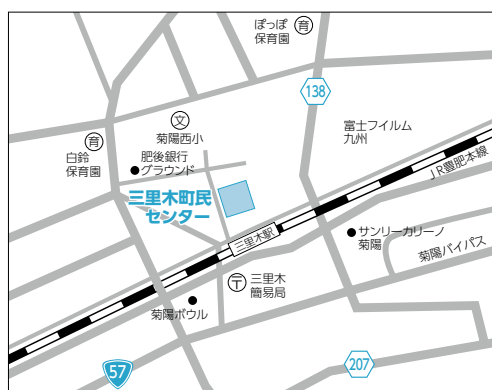 ぽっぽ
保育園
育
138
文
菊陽西小
富士フイルム
九州
育
白鈴
保育園
肥後銀行
グラウンド
JR豊肥本線
三里木町民
センター
三里木駅
サンリーカリーノ
菊陽
菊陽バイパス
〒
三里木
簡易局
菊陽ボウル
57
207